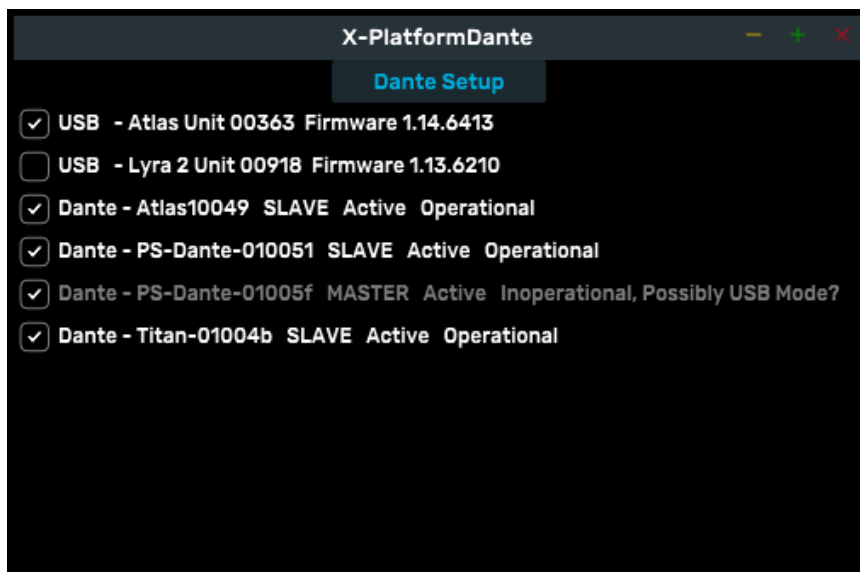 X-PlatformDante
Dante Setup
USB - Atlas Unit 00363 Firmware 1.14.6413
USB - Lyra 2 Unit 00918 Firmware 1.13.6210
Dante - Atlas10049 SLAVE Active Operational
Dante - PS-Dante-010051 SLAVE Active Operational
Dante - PS-Dante-01005f MASTER Active Inoperational, Possibly USB Mode?
Dante - Titan-01004b SLAVE Active Operational